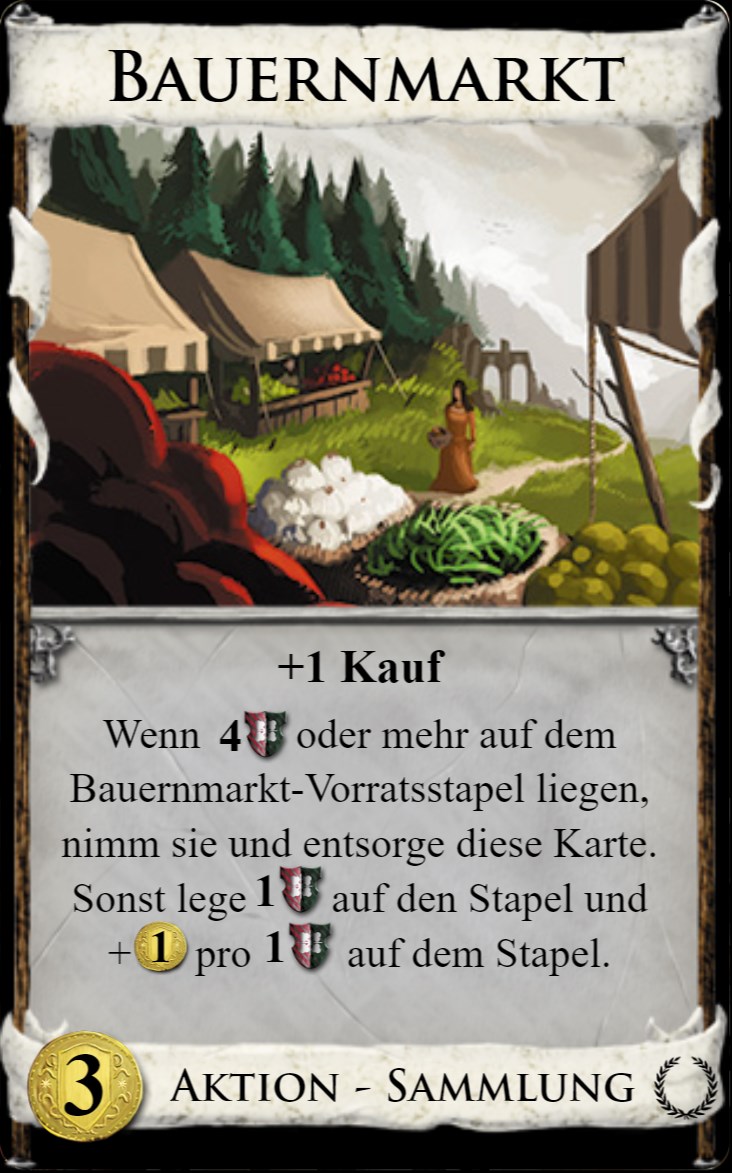 Bauernmarkt
+1 Kauf
Wenn 4 oder mehr auf dem
Bauernmarkt-Vorratsstapel liegen,
nimm sie und entsorge diese Karte.
Sonst lege 1 auf den Stapel und
+ 1 pro 1 auf dem Stapel.
3 Aktion - Sammlung